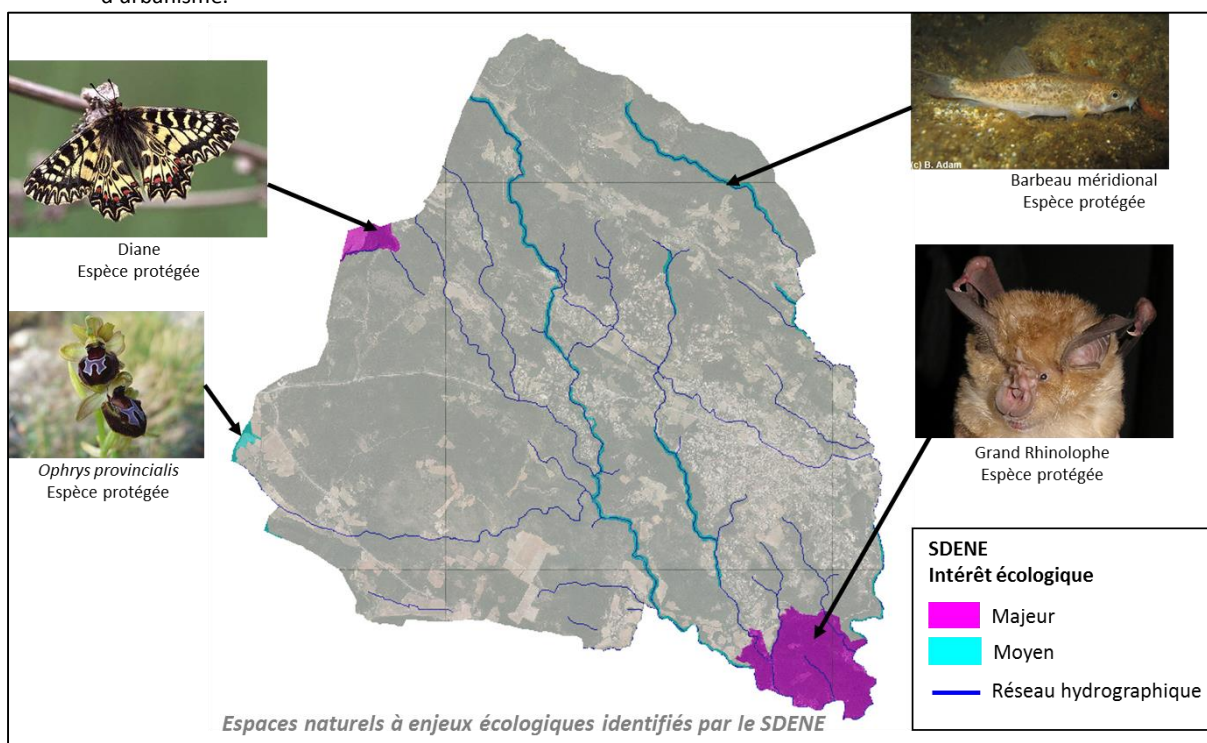 d'urbanisme.
Diane
Espèce protégée
Ophrys provincialis
Espèce protégée
(c) B. Adam
Barbeau méridional
Espèce protégée
Grand Rhinolophe
Espèce protégée
SDENE
Intérêt écologique
Majeur
Moyen
Réseau hydrographique
Espaces naturels à enjeux écologiques identifiés par le SDENE